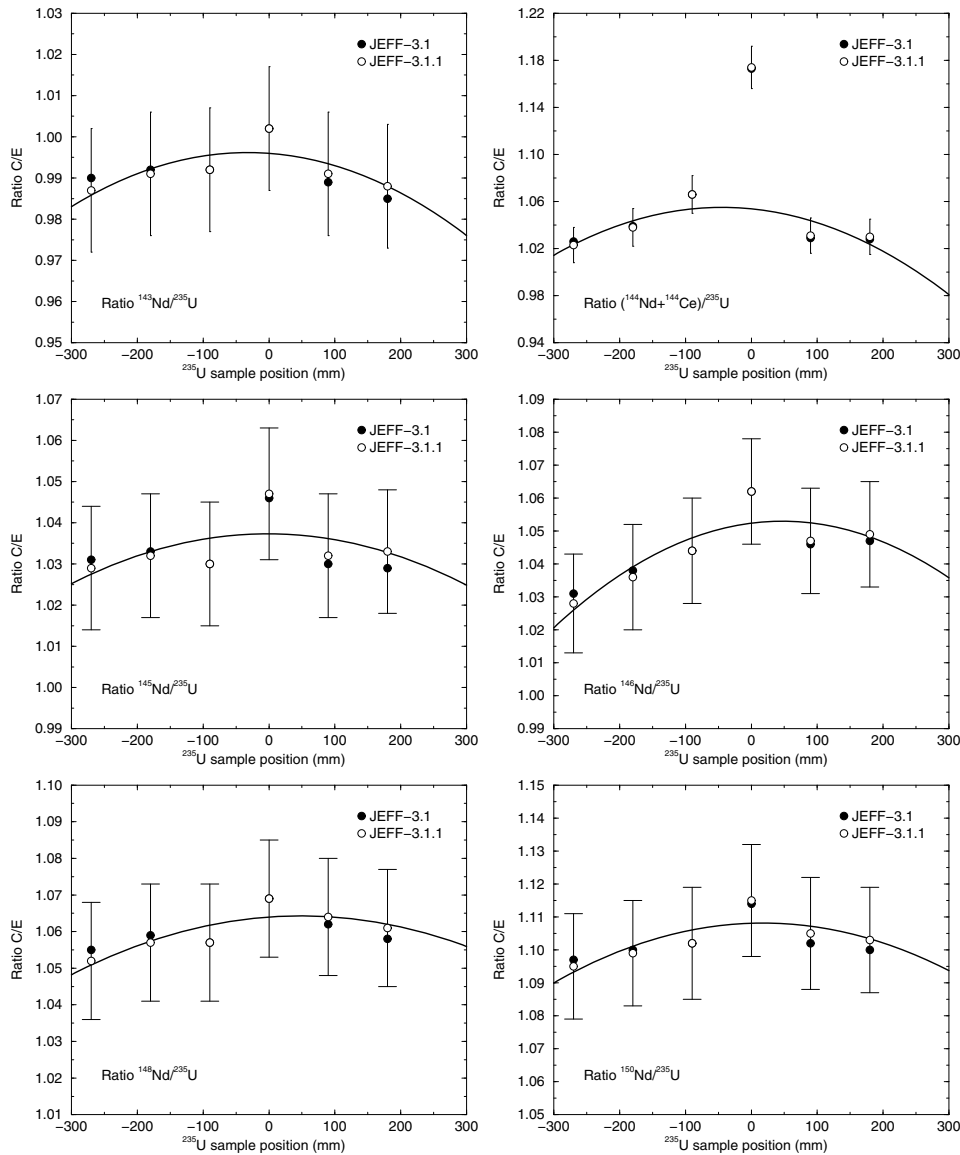 1.03
1.02
1.01
1.00
0.99
0.98
0.97
0.96
0.95
Ratio C/E
JEFF−3.1
JEFF−3.1.1
Ratio ¹⁴³Nd/²³⁵U
−300 −200 −100 0 100 200 300
²³⁵U sample position (mm)
1.22
1.18
1.14
1.10
1.06
1.02
0.98
0.94
Ratio C/E
JEFF−3.1
JEFF−3.1.1
Ratio (¹⁴⁴Nd+¹⁴⁴Ce)/²³⁵U
−300 −200 −100 0 100 200 300
²³⁵U sample position (mm)
1.07
1.06
1.05
1.04
1.03
1.02
1.01
1.00
0.99
Ratio C/E
JEFF−3.1
JEFF−3.1.1
Ratio ¹⁴⁵Nd/²³⁵U
−300 −200 −100 0 100 200 300
²³⁵U sample position (mm)
1.09
1.08
1.07
1.06
1.05
1.04
1.03
1.02
1.01
1.00
0.99
Ratio C/E
JEFF−3.1
JEFF−3.1.1
Ratio ¹⁴⁶Nd/²³⁵U
−300 −200 −100 0 100 200 300
²³⁵U sample position (mm)
1.10
1.09
1.08
1.07
1.06
1.05
1.04
1.03
1.02
1.01
Ratio C/E
JEFF−3.1
JEFF−3.1.1
Ratio ¹⁴⁸Nd/²³⁵U
−300 −200 −100 0 100 200 300
²³⁵U sample position (mm)
1.15
1.14
1.13
1.12
1.11
1.10
1.09
1.08
1.07
1.06
1.05
Ratio C/E
JEFF−3.1
JEFF−3.1.1
Ratio ¹⁵⁰Nd/²³⁵U
−300 −200 −100 0 100 200 300
²³⁵U sample position (mm)